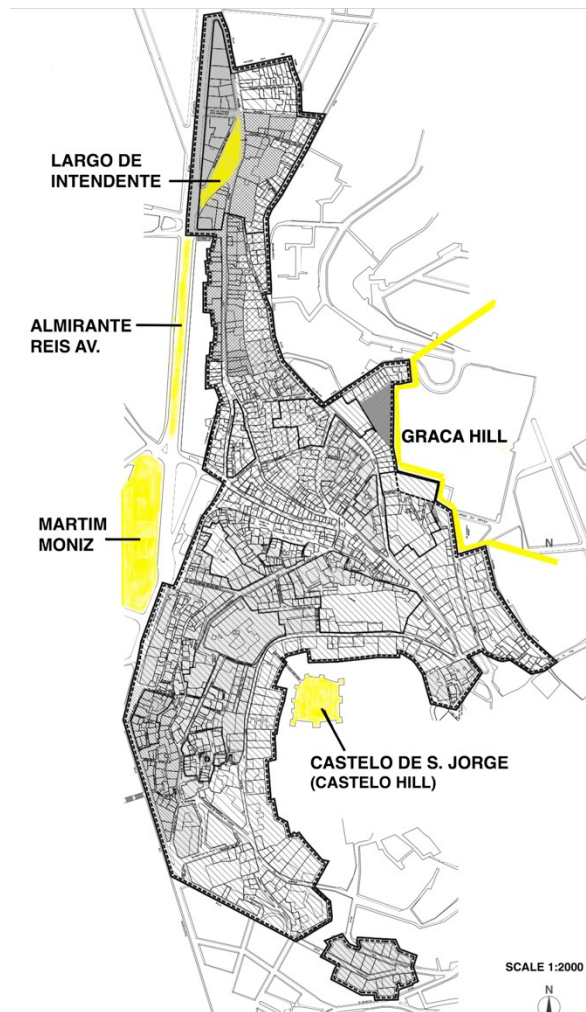 LARGO DE
INTENDENTE
ALMIRANTE
REIS AV.
GRACA HILL
MARTIM
MONIZ
N
CASTELO DE S. JORGE
(CASTELO HILL)
SCALE 1:2000
N